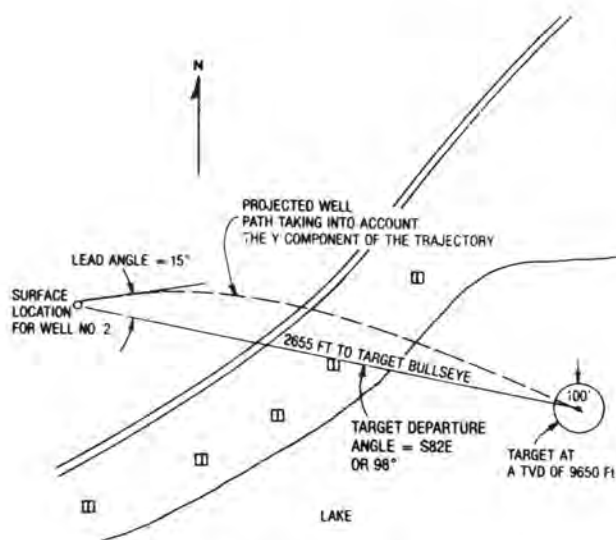 N
PROJECTED WELL
PATH TAKING INTO ACCOUNT
THE Y COMPONENT OF THE TRAJECTORY
LEAD ANGLE = 15°
SURFACE
LOCATION
FOR WELL NO. 2
2655 FT TO TARGET BULLSEYE
100'
TARGET DEPARTURE
ANGLE = S82E
OR 98°
TARGET AT
A TVD OF 9650 Ft
LAKE